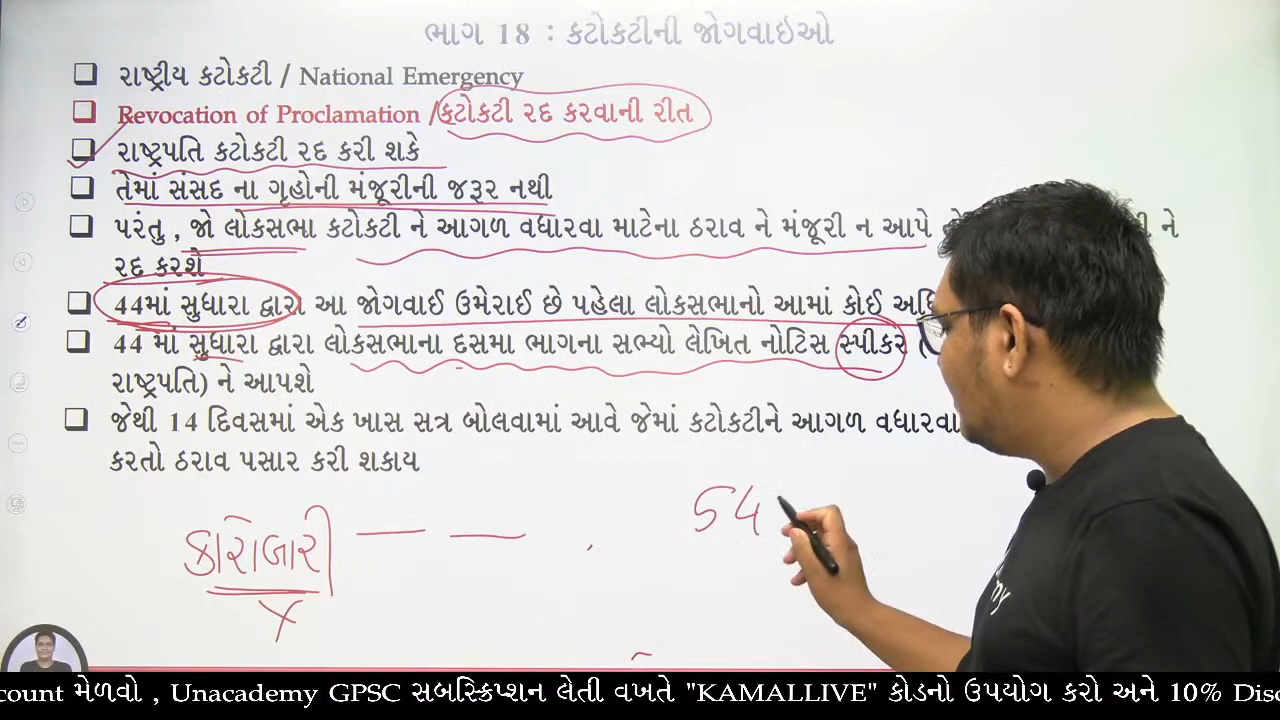 ભાગ 18 : કટોકટીની જોગવાઇઓ
રાષ્ટ્રીય કટોકટી / National Emergency
Revocation of Proclamation /કટોકટી રદ કરવાની રીત
રાષ્ટ્રપતિ કટોકટી રદ કરી શકે
તેમાં સંસદ ના ગૃહોની મંજૂરીની જરૂર નથી
પરંતુ , જો લોકસભા કટોકટી ને આગળ વધારવા માટેના ઠરાવ ને મંજૂરી ન આપે ને
રદ કરશે
44માં સુધારા દ્વારા આ જોગવાઈ ઉમેરાઈ છે પહેલા લોકસભાનો આમાં કોઈ
44 માં સુધારા દ્વારા લોકસભાના દસમા ભાગના સભ્યો લેખિત નોટિસ સ્પીકર
રાષ્ટ્રપતિ) ને આપશે
જેથી 14 દિવસમાં એક ખાસ સત્ર બોલવામાં આવે જેમાં કટોકટીને આગળ વધારવા
કરતો ઠરાવ પસાર કરી શકાય
54
કારોબારી
count મેળવો , Unacademy GPSC સબસ્ક્રિપ્શન લેતી વખતે "KAMALLIVE" કોડનો ઉપયોગ કરો અને 10% Disc